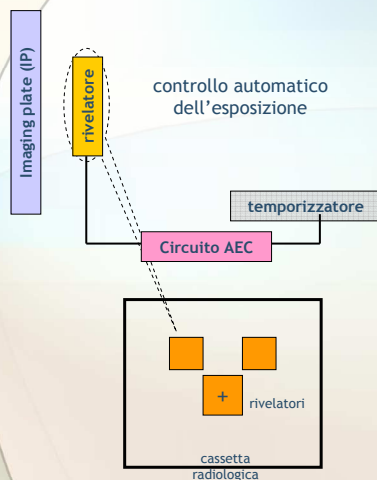 Imaging plate (IP)
rivelatore
controllo automatico
dell'esposizione
temporizzatore
Circuito AEC
+
rivelatori
cassetta
radiologica